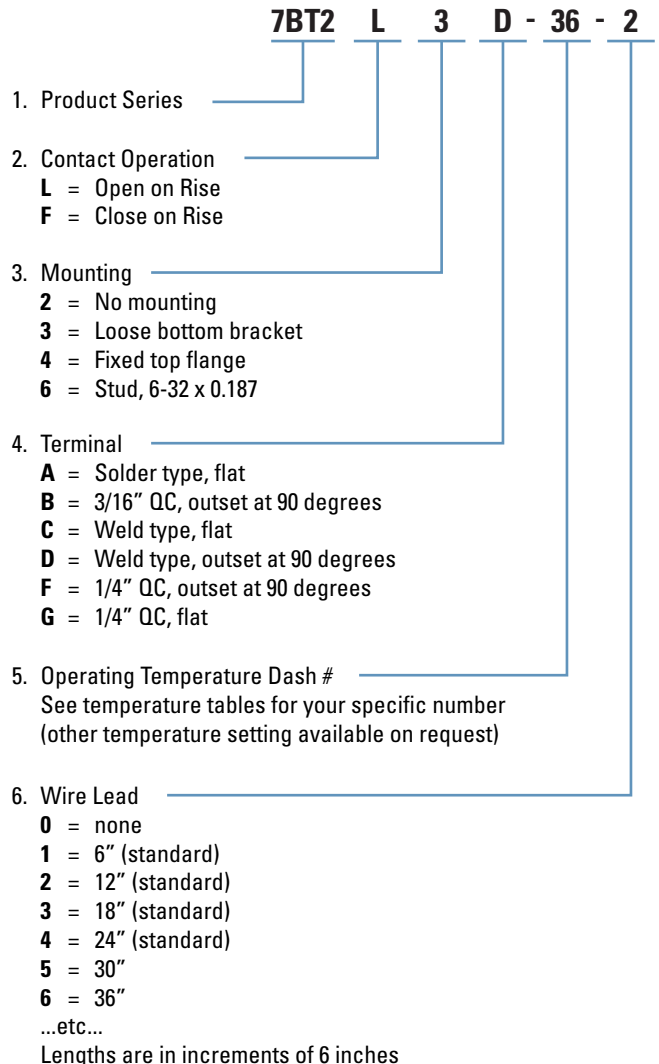 7BT2 L 3 D - 36 - 2
1. Product Series
2. Contact Operation
L = Open on Rise
F = Close on Rise
3. Mounting
2 = No mounting
3 = Loose bottom bracket
4 = Fixed top flange
6 = Stud, 6-32 x 0.187
4. Terminal
A = Solder type, flat
B = 3/16” QC, outset at 90 degrees
C = Weld type, flat
D = Weld type, outset at 90 degrees
F = 1/4” QC, outset at 90 degrees
G = 1/4” QC, flat
5. Operating Temperature Dash #
See temperature tables for your specific number
(other temperature setting available on request)
6. Wire Lead
0 = none
1 = 6” (standard)
2 = 12” (standard)
3 = 18” (standard)
4 = 24” (standard)
5 = 30”
6 = 36”
...etc...
Lengths are in increments of 6 inches